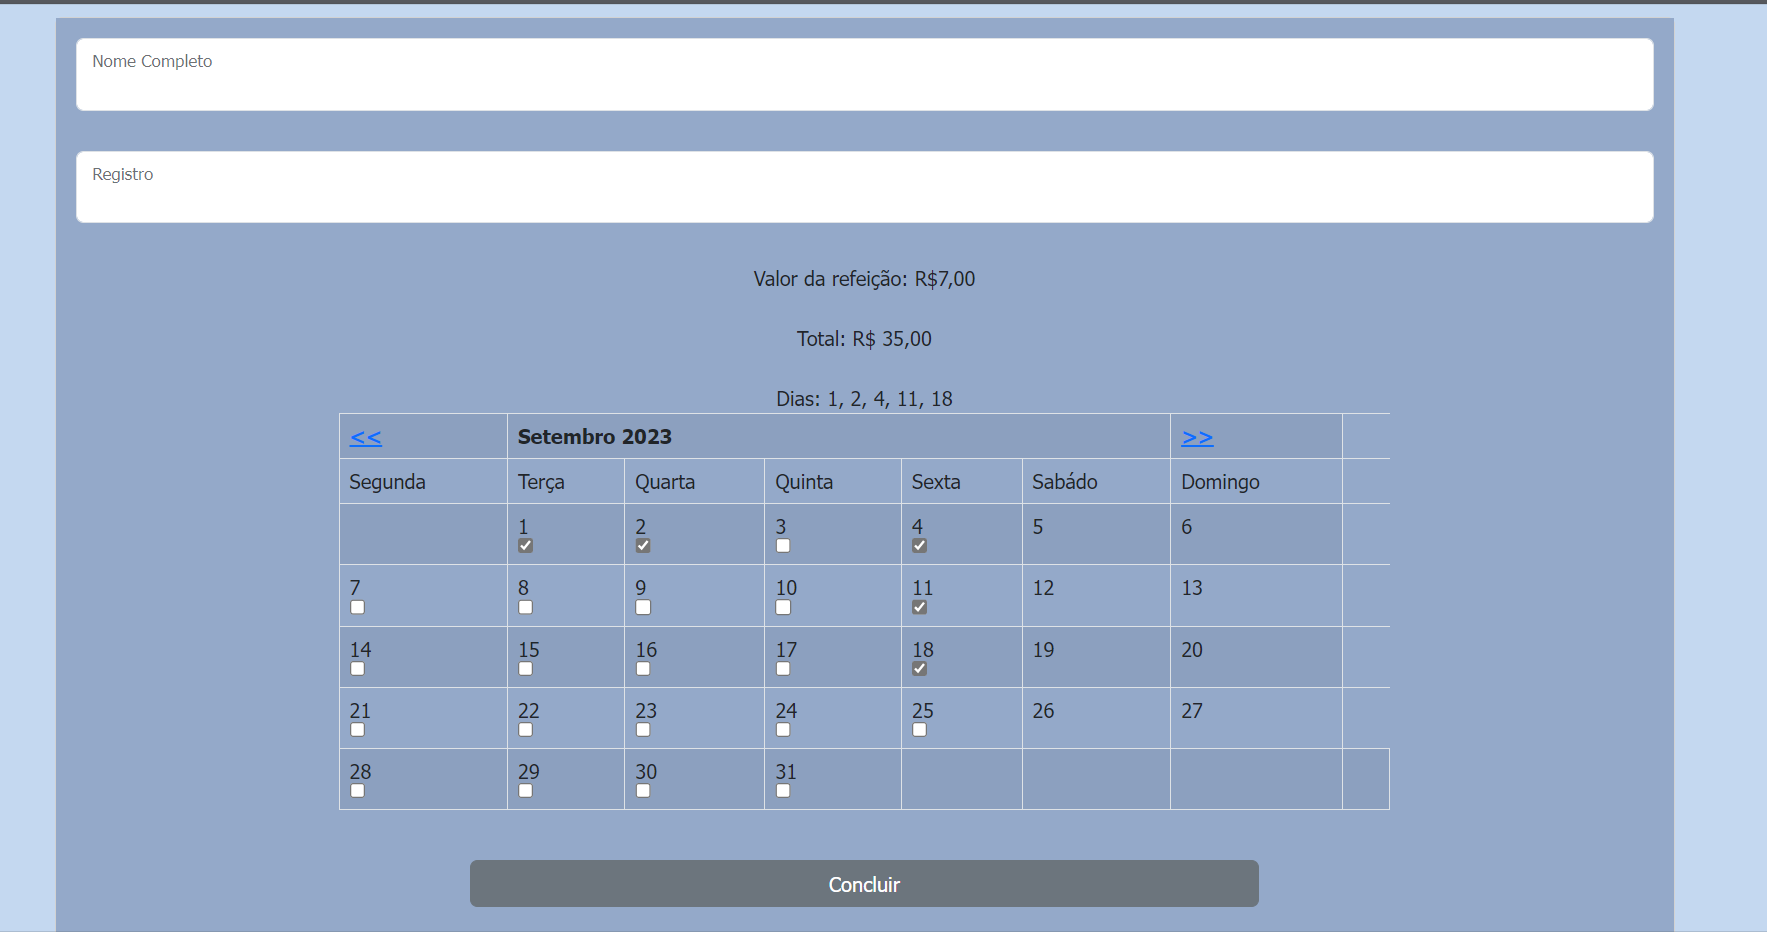 Nome Completo
Registro
Valor da refeição: R$7,00
Total: R$ 35,00
Dias: 1, 2, 4, 11, 18
<< Setembro 2023 >>
Segunda Terça Quarta Quinta Sexta Sabádo Domingo
1 2 3 4 5 6
7 8 9 10 11 12 13
14 15 16 17 18 19 20
21 22 23 24 25 26 27
28 29 30 31
Concluir